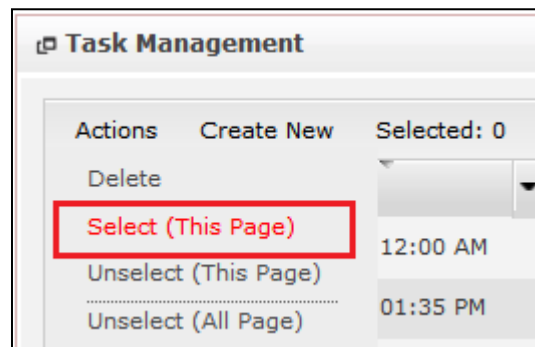 Task Management
Actions Create New Selected: 0
Delete
Select (This Page)
12:00 AM
Unselect (This Page)
01:35 PM
Unselect (All Page)